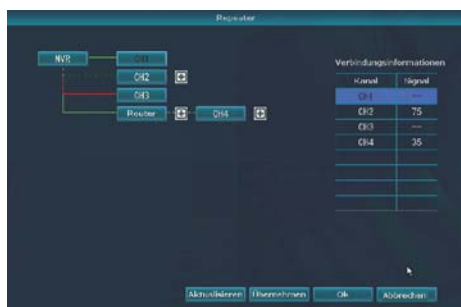 Repeater
NVR
CH1
CH2
CH3
Router
CH4
Verbindungsinformationen
Kanal Signal
CH1 ---
CH2 75
CH3 ---
CH4 35
Aktualisieren Übernehmen Ok Abbrechen